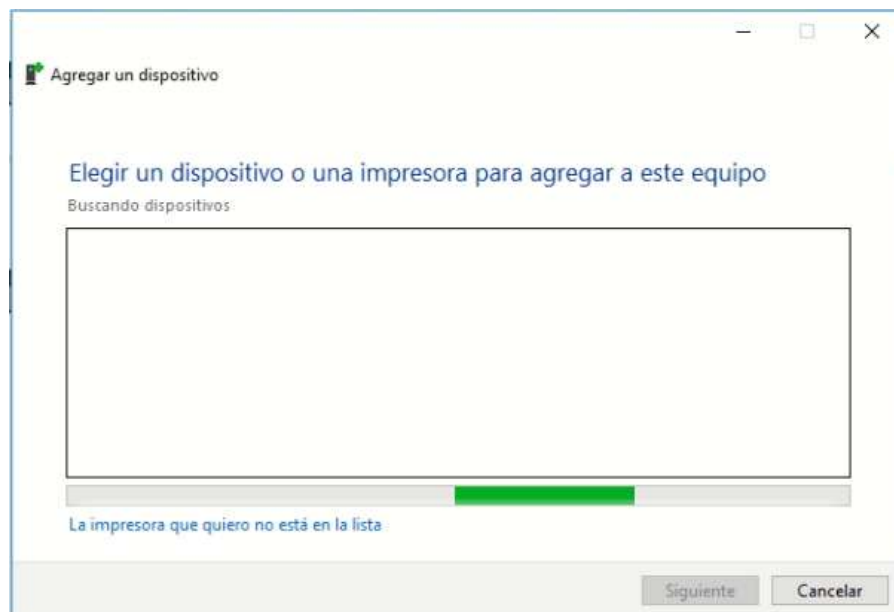 Agregar un dispositivo
Elegir un dispositivo o una impresora para agregar a este equipo
Buscando dispositivos
La impresora que quiero no está en la lista
Siguiente
Cancelar